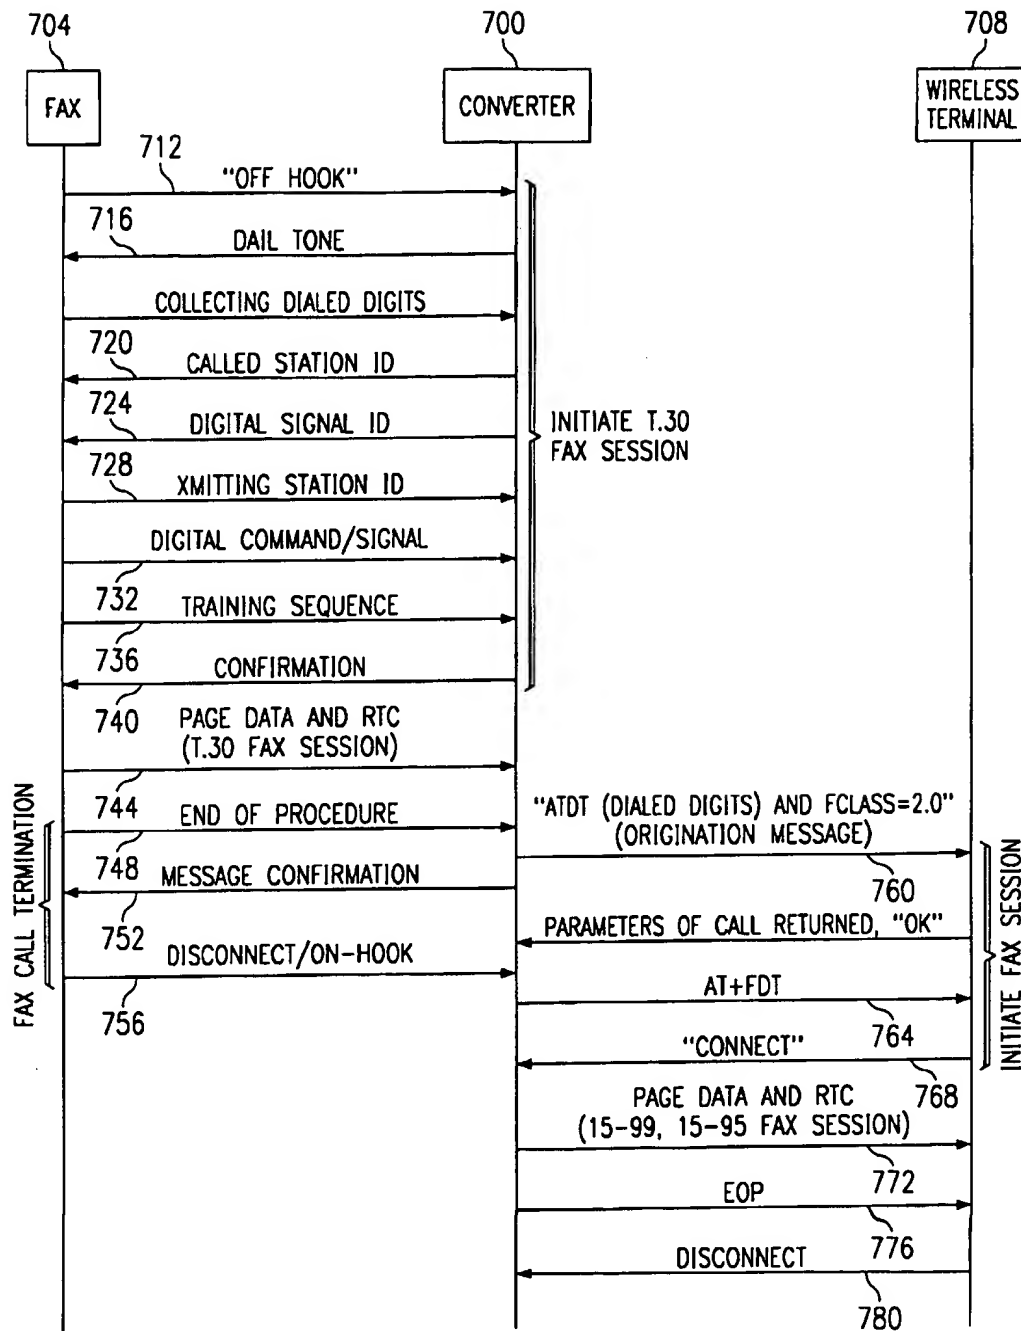 704
700
708
FAX
CONVERTER
WIRELESS
TERMINAL
712
"OFF HOOK"
716
DAIL TONE
COLLECTING DIALED DIGITS
720
CALLED STATION ID
724
DIGITAL SIGNAL ID
INITIATE T.30
FAX SESSION
728
XMITTING STATION ID
DIGITAL COMMAND/SIGNAL
732
TRAINING SEQUENCE
736
CONFIRMATION
740
PAGE DATA AND RTC
(T.30 FAX SESSION)
744
END OF PROCEDURE
"ATDT (DIALED DIGITS) AND FCLASS=2.0"
(ORIGINATION MESSAGE)
748
MESSAGE CONFIRMATION
760
FAX CALL TERMINATION
752
PARAMETERS OF CALL RETURNED, "OK"
DISCONNECT/ON-HOOK
INITIATE FAX SESSION
756
AT+FDT
764
"CONNECT"
768
PAGE DATA AND RTC
(15-99, 15-95 FAX SESSION)
772
EOP
776
DISCONNECT
780